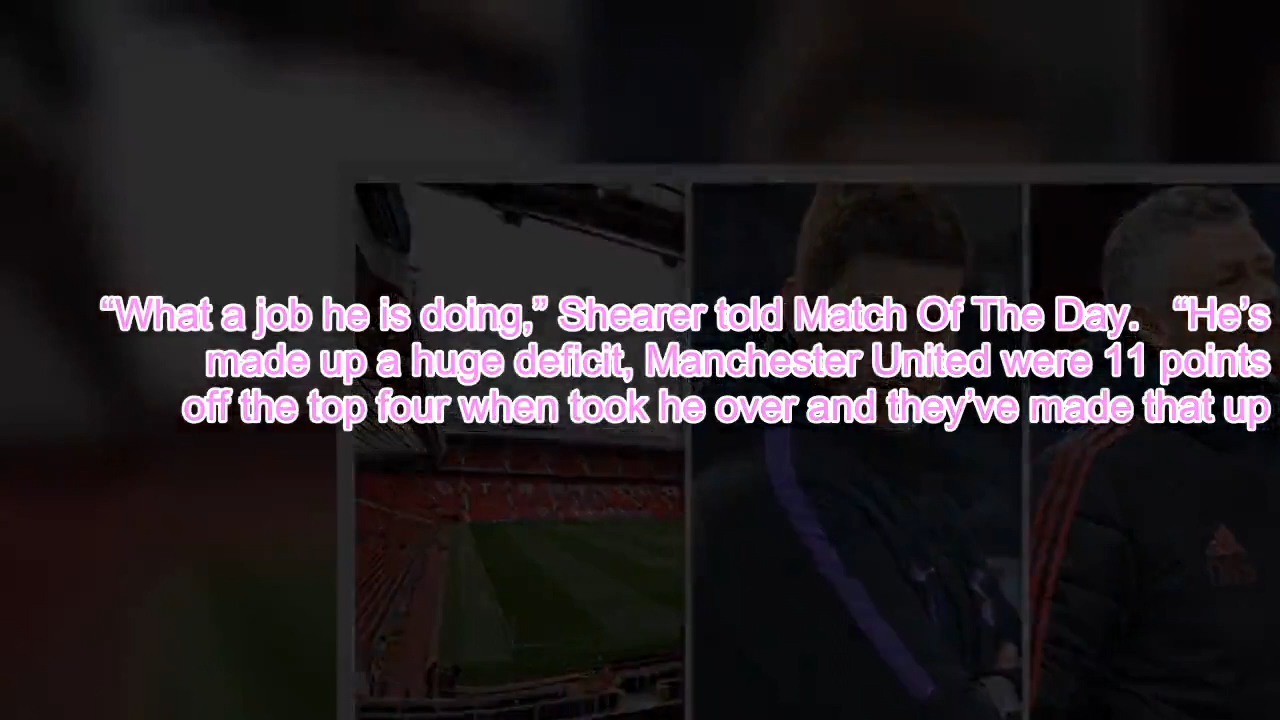 “What a job he is doing,” Shearer told Match Of The Day.   “He’s
made up a huge deficit, Manchester United were 11 points
off the top four when took he over and they’ve made that up